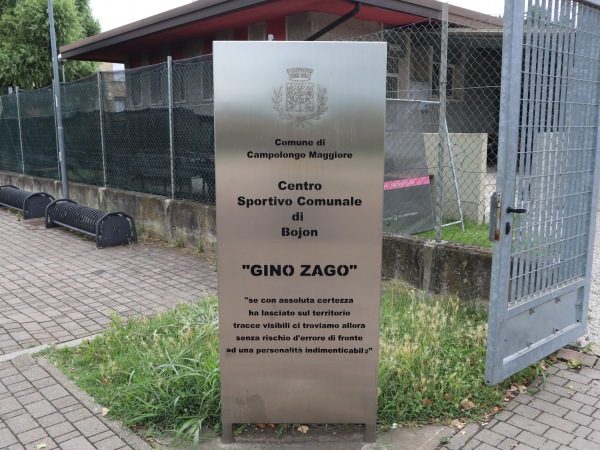 Comune di
Campolongo Maggiore
Centro
Sportivo Comunale
di
Bojon
"GINO ZAGO"
"se con assoluta certezza
ha lasciato sul territorio
tracce visibili ci troviamo allora
senza rischio d'errore di fronte
ad una personalità indimenticabile"